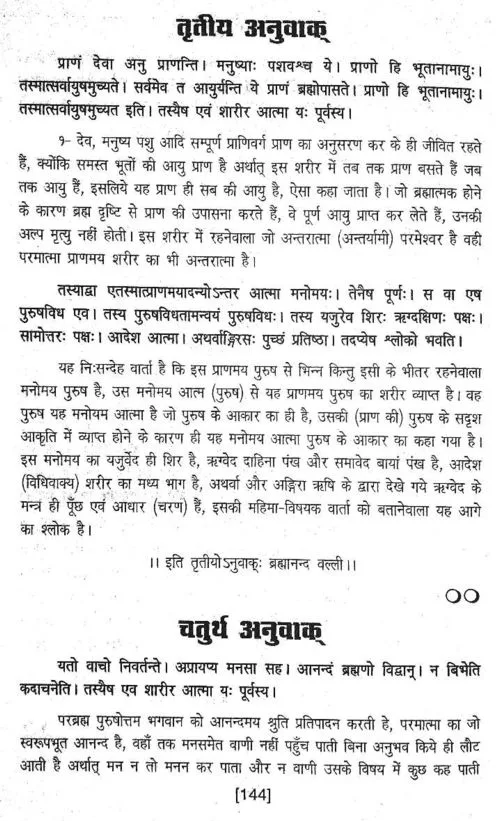 तृतीय अनुवाक्
प्राणं देवा अनु प्राणन्ति। मनुष्याः पशवश्च ये। प्राणो हि भूतानामायुः।
तस्मात्सर्वायुषमुच्यते। सर्वमेव त आयुर्यन्ति ये प्राणं ब्रह्मोपासते। प्राणो हि भूतानामायुः।
तस्मात्सर्वायुषमुच्यत इति। तस्यैष एवं शारीर आत्मा यः पूर्वस्य।
१- देव, मनुष्य पशु आदि सम्पूर्ण प्राणिवर्ग प्राण का अनुसरण कर के ही जीवित रहते
हैं, क्योंकि समस्त भूतों की आयु प्राण है अर्थात् इस शरीर में तब तक प्राण बसते हैं जब
तक आयु हैं, इसलिये यह प्राण ही सब की आयु है, ऐसा कहा जाता है। जो ब्रह्मात्मक होने
के कारण ब्रह्म दृष्टि से प्राण की उपासना करते हैं, वे पूर्ण आयु प्राप्त कर लेते हैं, उनकी
अल्प मृत्यु नहीं होती। इस शरीर में रहनेवाला जो अन्तरात्मा (अन्तर्यामी) परमेश्वर है वही
परमात्मा प्राणमय शरीर का भी अन्तरात्मा है।
तस्याद्वा एतस्मात्प्राणमयादन्योऽन्तर आत्मा मनोमयः। तेनैष पूर्णः। स वा एष
पुरुषविध एव। तस्य पुरुषविधतामन्वयं पुरुषविधः। तस्य यजुरेव शिरः ऋग्दक्षिणः पक्षः।
सामोत्तरः पक्षः। आदेश आत्मा। अथर्वाङ्गिरसः पुच्छं प्रतिष्ठा। तदप्येष श्लोको भवति।
यह निःसन्देह वार्ता है कि इस प्राणमय पुरुष से भिन्न किन्तु इसी के भीतर रहनेवाला
मनोमय पुरुष है, उस मनोमय आत्म (पुरुष) से यह प्राणमय पुरुष का शरीर व्याप्त है। वह
पुरुष यह मनोयम आत्मा है जो पुरुष के आकार का ही है, उसकी (प्राण की) पुरुष के सदृश
आकृति में व्याप्त होने के कारण ही यह मनोमय आत्मा पुरुष के आकार का कहा गया है।
इस मनोमय का यजुर्वेद ही शिर है, ऋग्वेद दाहिना पंख और समावेद बायां पंख है, आदेश
(विधिवाक्य) शरीर का मध्य भाग है, अथर्वा और अङ्गिरा ऋषि के द्वारा देखे गये ऋग्वेद के
मन्त्र ही पूँछ एवं आधार (चरण) हैं, इसकी महिमा-विषयक वार्ता को बतानेवाला यह आगे
का श्लोक है।
।। इति तृतीयोऽनुवाक्ः ब्रह्मानन्द वल्ली।।
चतुर्थ अनुवाक्
यतो वाचो निवर्तन्ते। अप्रायप्य मनसा सह। आनन्दं ब्रह्मणो विद्वान्। न बिभेति
कदाचनेति। तस्यैष एव शारीर आत्मा यः पूर्वस्य।
परब्रह्म पुरुषोत्तम भगवान को आनन्दमय श्रुति प्रतिपादन करती है, परमात्मा का जो
स्वरूपभूत आनन्द है, वहाँ तक मनसमेत वाणी नहीं पहुँच पाती बिना अनुभव किये ही लौट
आती है अर्थात् मन न तो मनन कर पाता और न वाणी उसके विषय में कुछ कह पाती
[144]